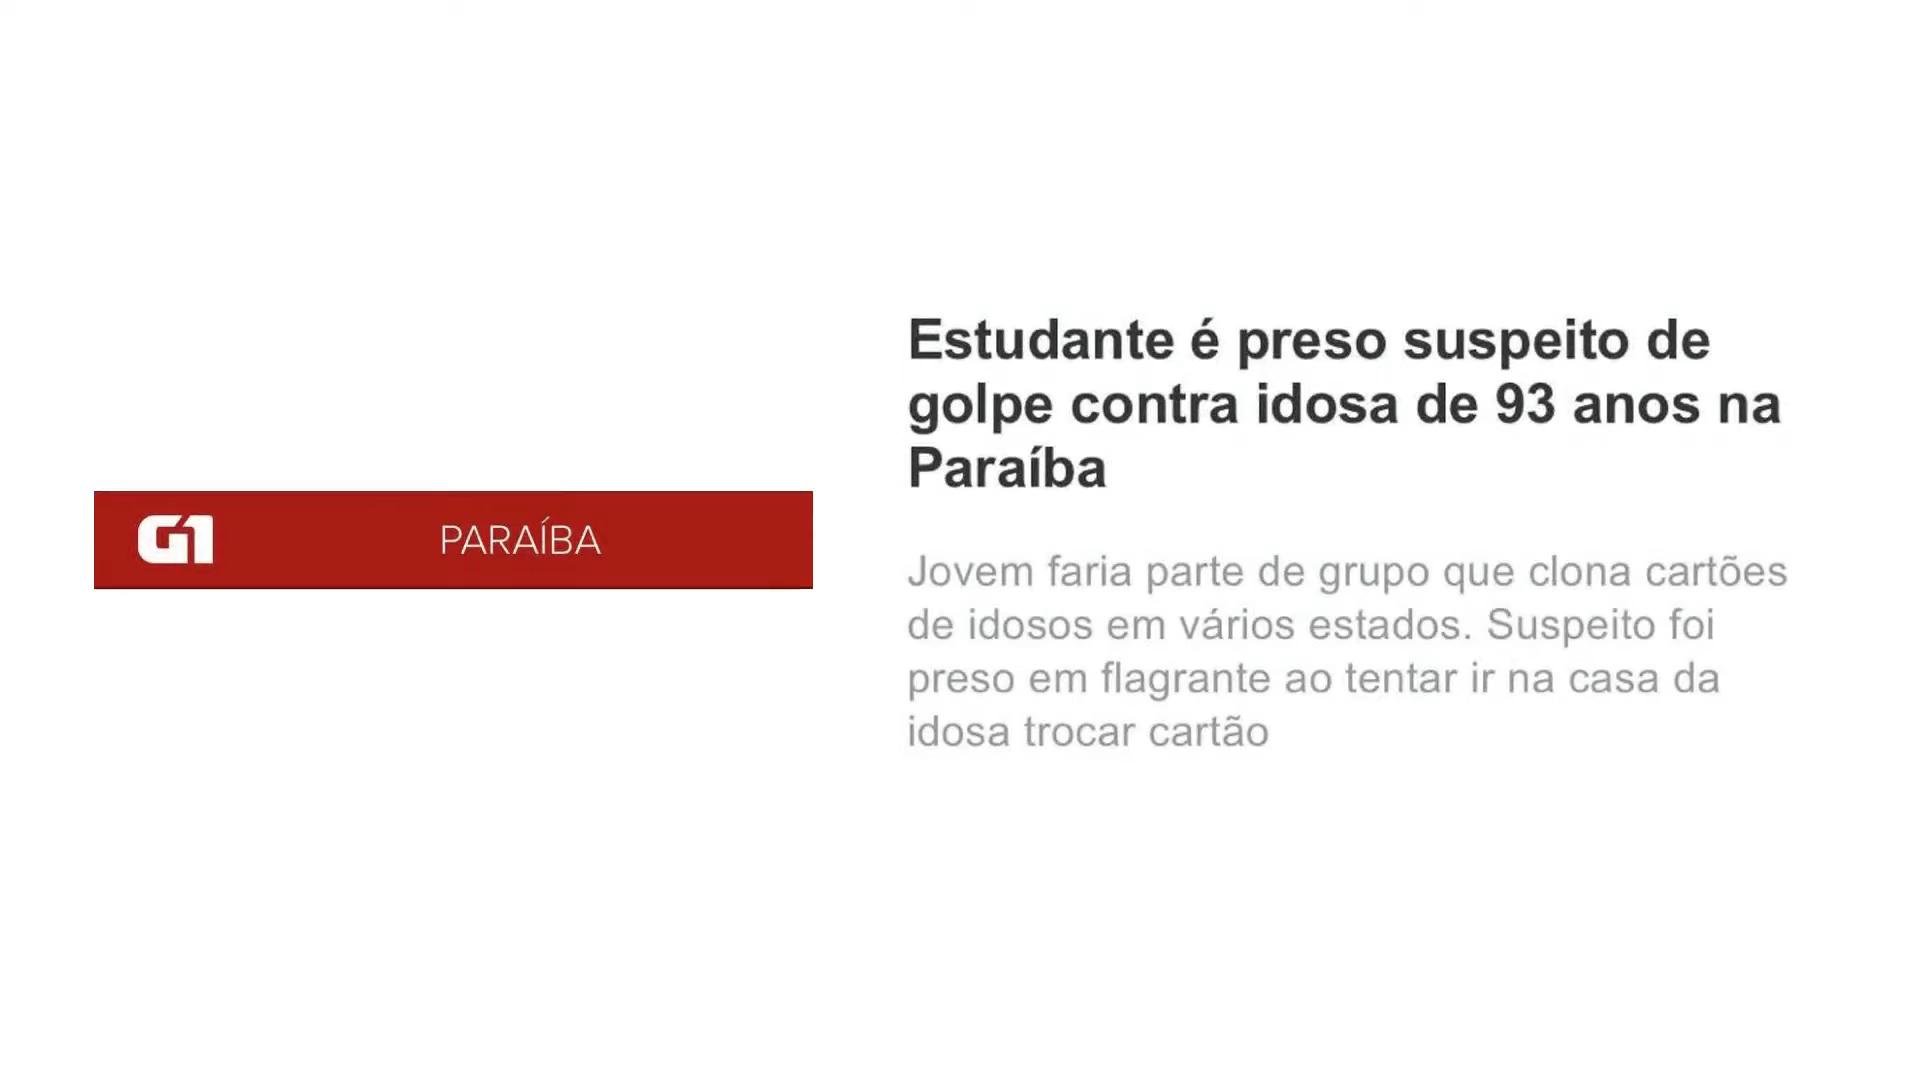 G1
PARAÍBA
Estudante é preso suspeito de
golpe contra idosa de 93 anos na
Paraíba
Jovem faria parte de grupo que clona cartões
de idosos em vários estados. Suspeito foi
preso em flagrante ao tentar ir na casa da
idosa trocar cartão